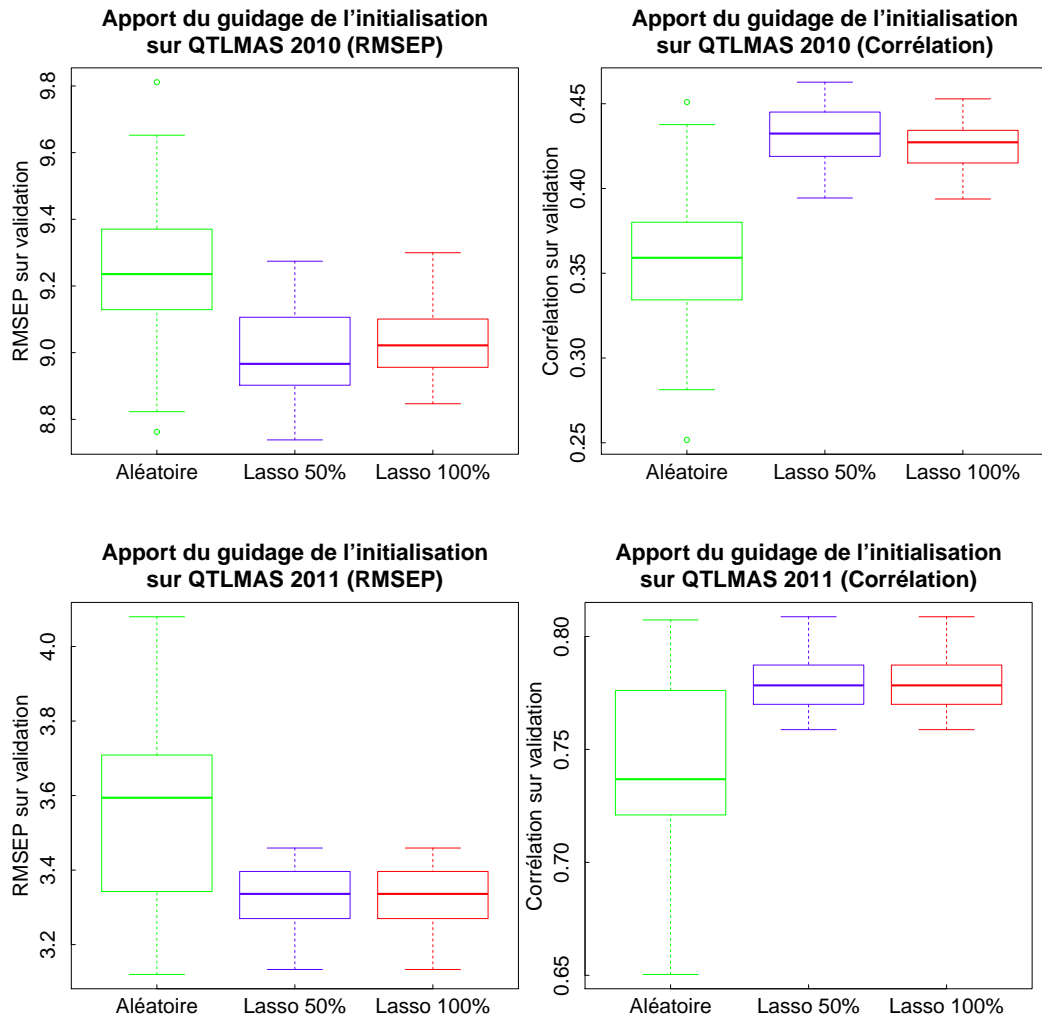 Apport du guidage de l’initialisation
sur QTLMAS 2010 (RMSEP)
RMSEP sur validation
9.8
9.6
9.4
9.2
9.0
8.8
Aléatoire Lasso 50% Lasso 100%
Apport du guidage de l’initialisation
sur QTLMAS 2010 (Corrélation)
Corrélation sur validation
0.45
0.40
0.35
0.30
0.25
Aléatoire Lasso 50% Lasso 100%
Apport du guidage de l’initialisation
sur QTLMAS 2011 (RMSEP)
RMSEP sur validation
4.0
3.8
3.6
3.4
3.2
Aléatoire Lasso 50% Lasso 100%
Apport du guidage de l’initialisation
sur QTLMAS 2011 (Corrélation)
Corrélation sur validation
0.80
0.75
0.70
0.65
Aléatoire Lasso 50% Lasso 100%